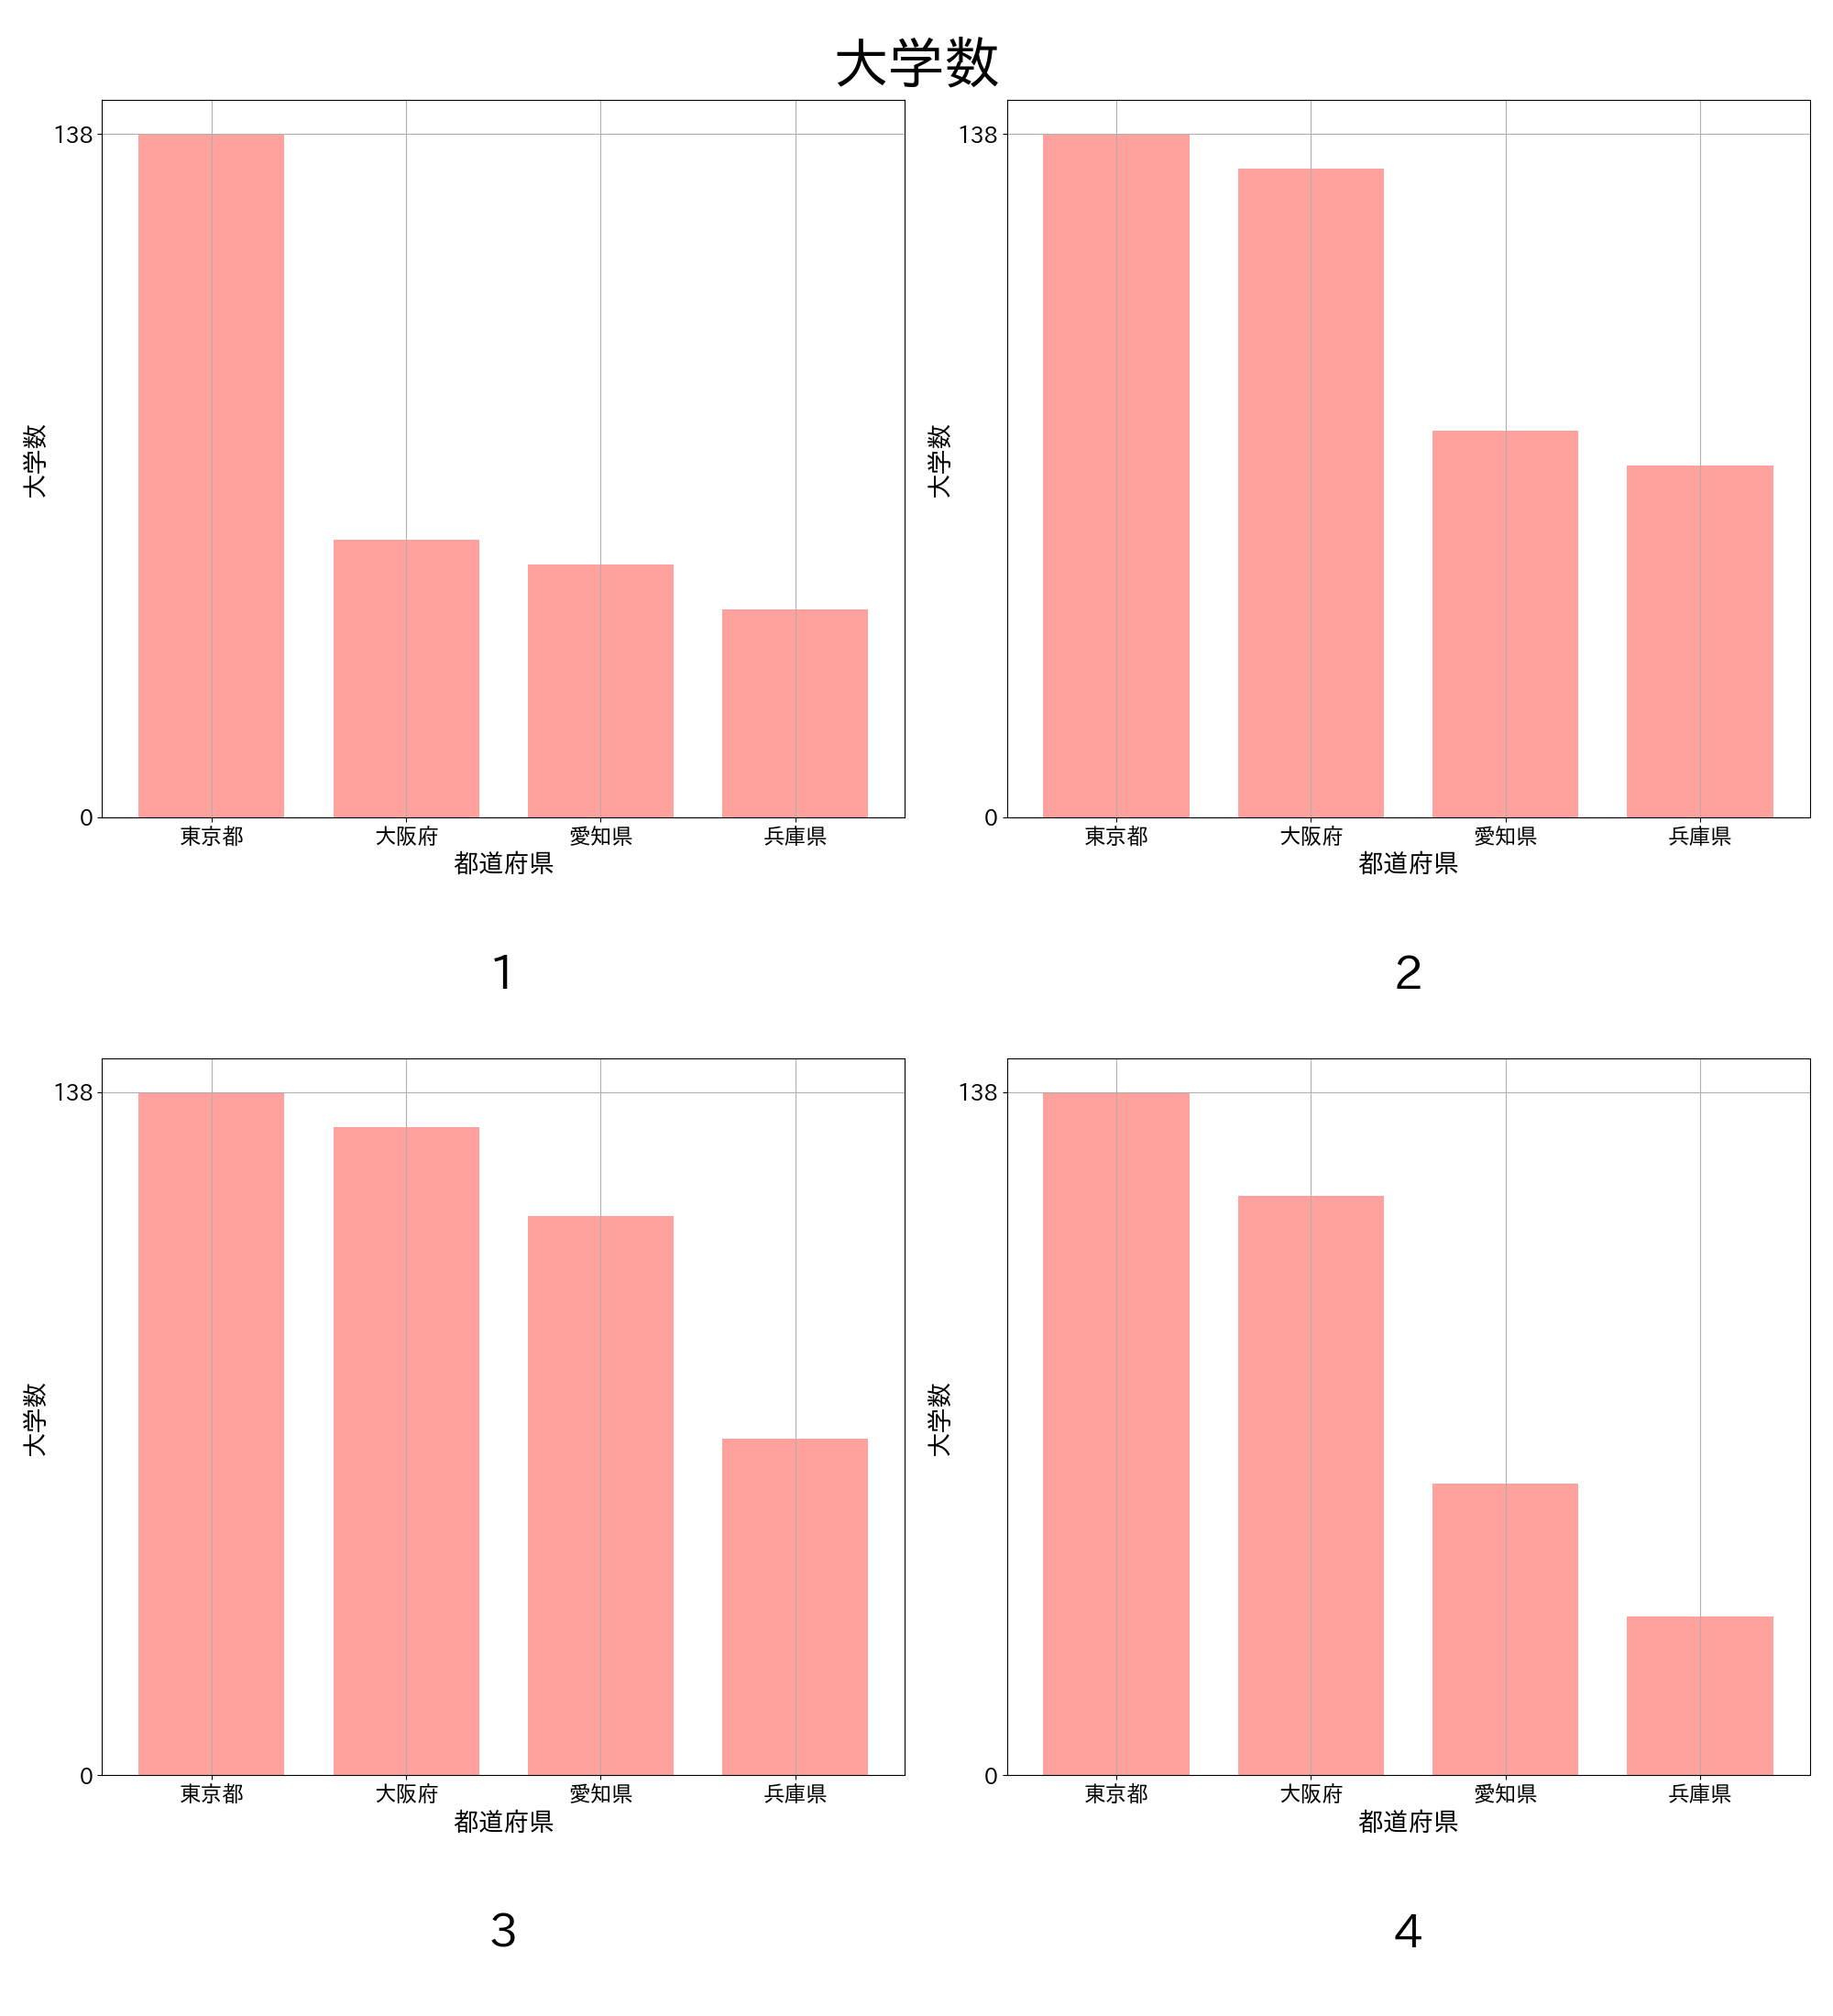 大学数
138
大学数
0
東京都 大阪府 愛知県 兵庫県
都道府県
1
138
大学数
0
東京都 大阪府 愛知県 兵庫県
都道府県
2
138
大学数
0
東京都 大阪府 愛知県 兵庫県
都道府県
3
138
大学数
0
東京都 大阪府 愛知県 兵庫県
都道府県
4